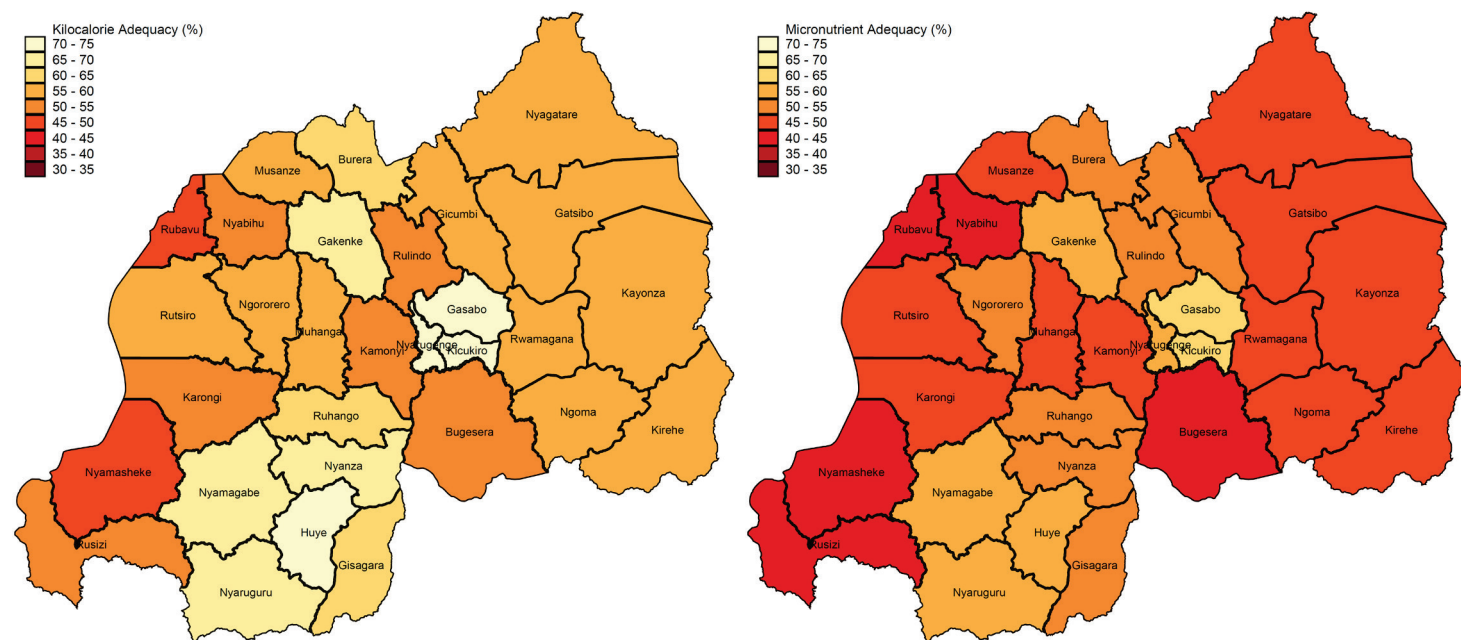 Kilocalorie Adequacy (%)
70 - 75
65 - 70
60 - 65
55 - 60
50 - 55
45 - 50
40 - 45
35 - 40
30 - 35
Nyagatare
Burera
Musanze
Gicumbi
Gatsibo
Nyabihu
Rubavu
Gakenke
Rulindo
Kayonza
Ngororero
Gasabo
Rutsiro
Muhanga
Nyarugenge
Kicukiro
Rwamagana
Kamonyi
Karongi
Ruhango
Ngoma
Kirehe
Bugesera
Nyamasheke
Nyanza
Nyamagabe
Huye
Rusizi
Gisagara
Nyaruguru
Micronutrient Adequacy (%)
70 - 75
65 - 70
60 - 65
55 - 60
50 - 55
45 - 50
40 - 45
35 - 40
30 - 35
Nyagatare
Burera
Musanze
Gicumbi
Gatsibo
Nyabihu
Rubavu
Gakenke
Rulindo
Kayonza
Ngororero
Gasabo
Rutsiro
Muhanga
Nyarugenge
Kicukiro
Rwamagana
Kamonyi
Karongi
Ruhango
Ngoma
Kirehe
Bugesera
Nyamasheke
Nyanza
Nyamagabe
Huye
Rusizi
Gisagara
Nyaruguru